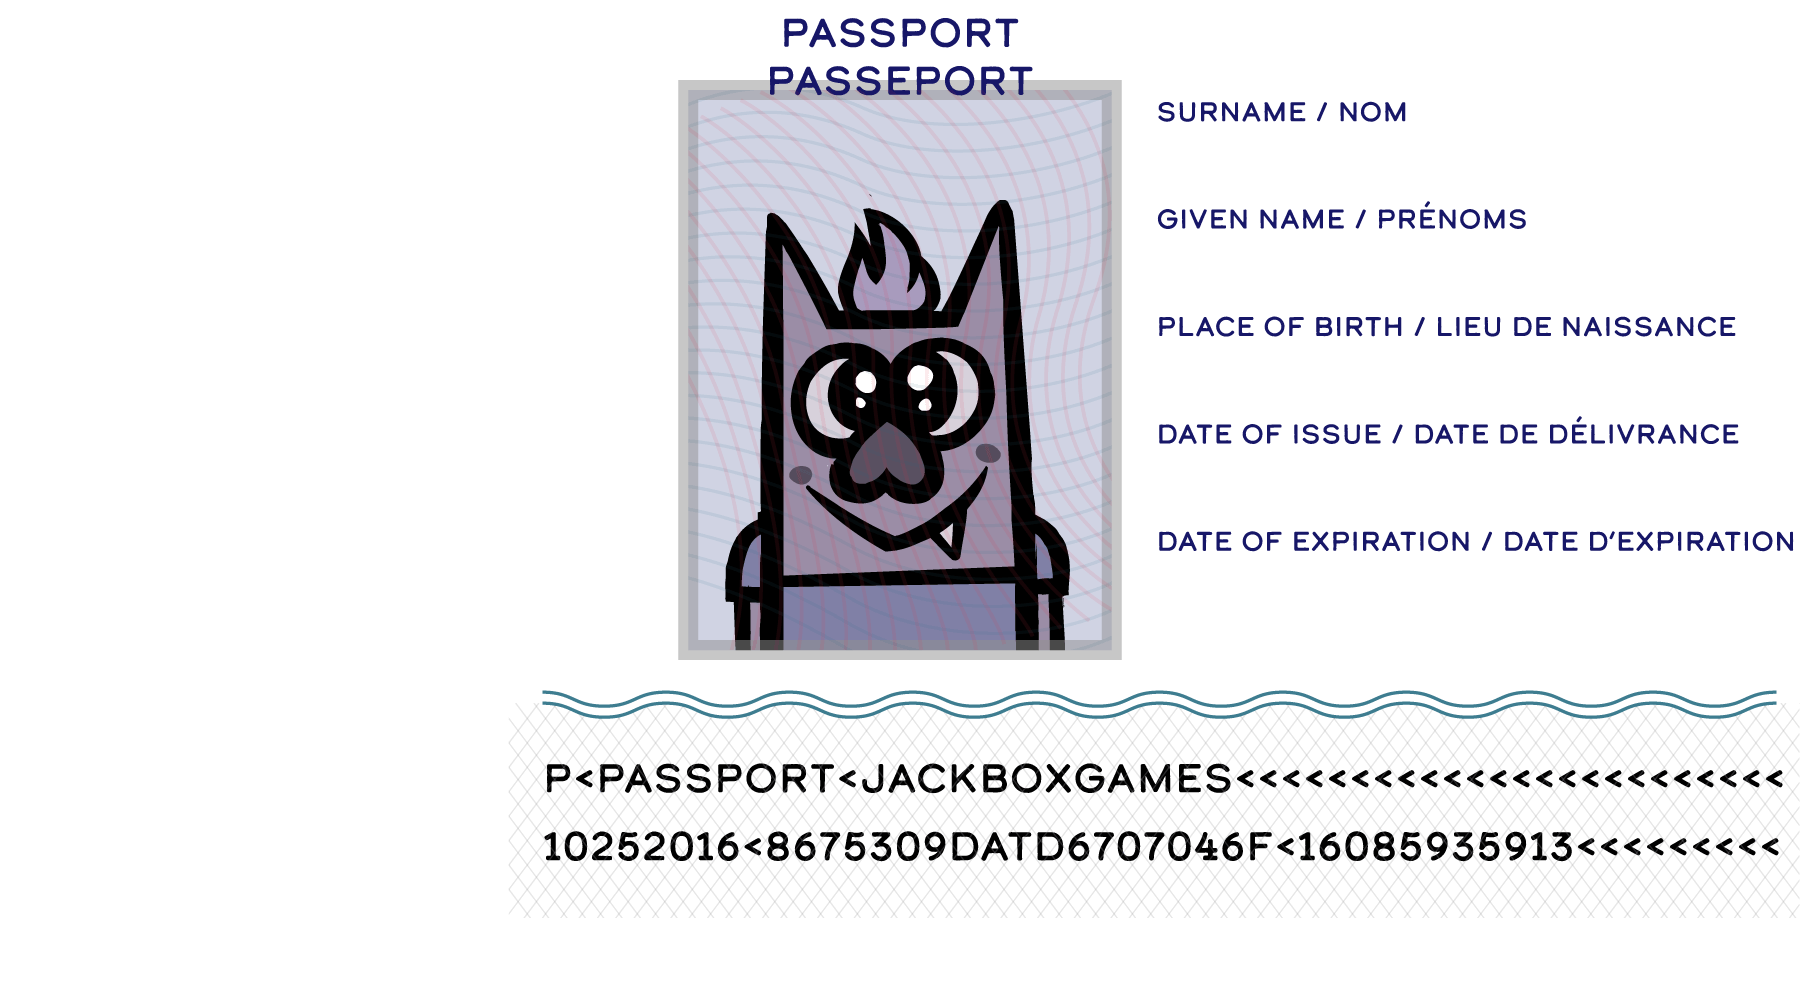 PASSPORT
PASSEPORT
SURNAME / NOM
GIVEN NAME / PRÉNOMS
PLACE OF BIRTH / LIEU DE NAISSANCE
DATE OF ISSUE / DATE DE DÉLIVRANCE
DATE OF EXPIRATION / DATE D'EXPIRATION
P<PASSPORT<JACKBOXGAMES<<<<<<<<<<<<<<<<<<<<<<<<
10252016<8675309DATD6707046F<16085935913<<<<<<<<<